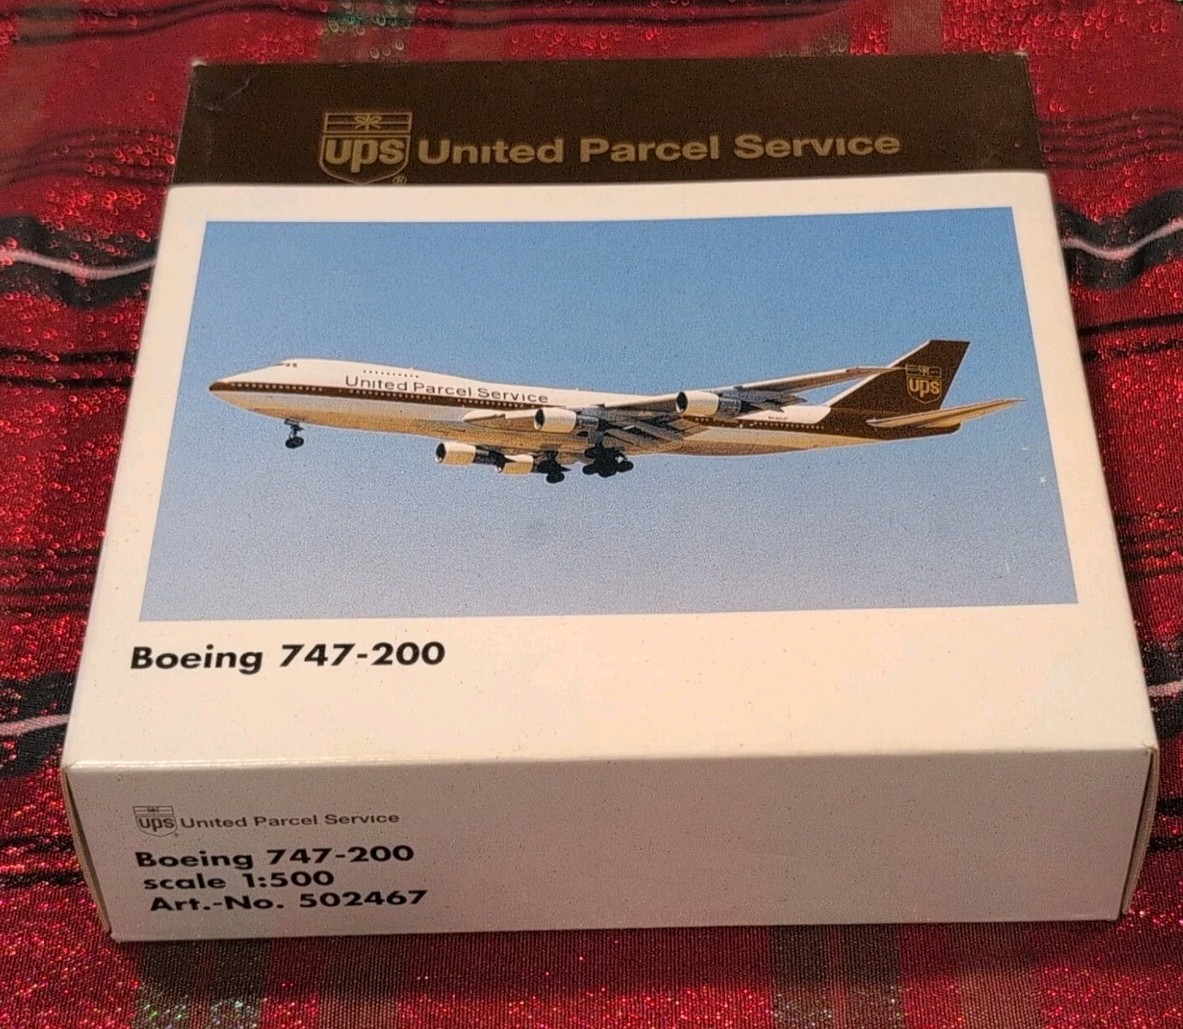 ups United Parcel Service
®
United Parcel Service
ups
Boeing 747-200
ups United Parcel Service
Boeing 747-200
scale 1:500
Art.-No. 502467